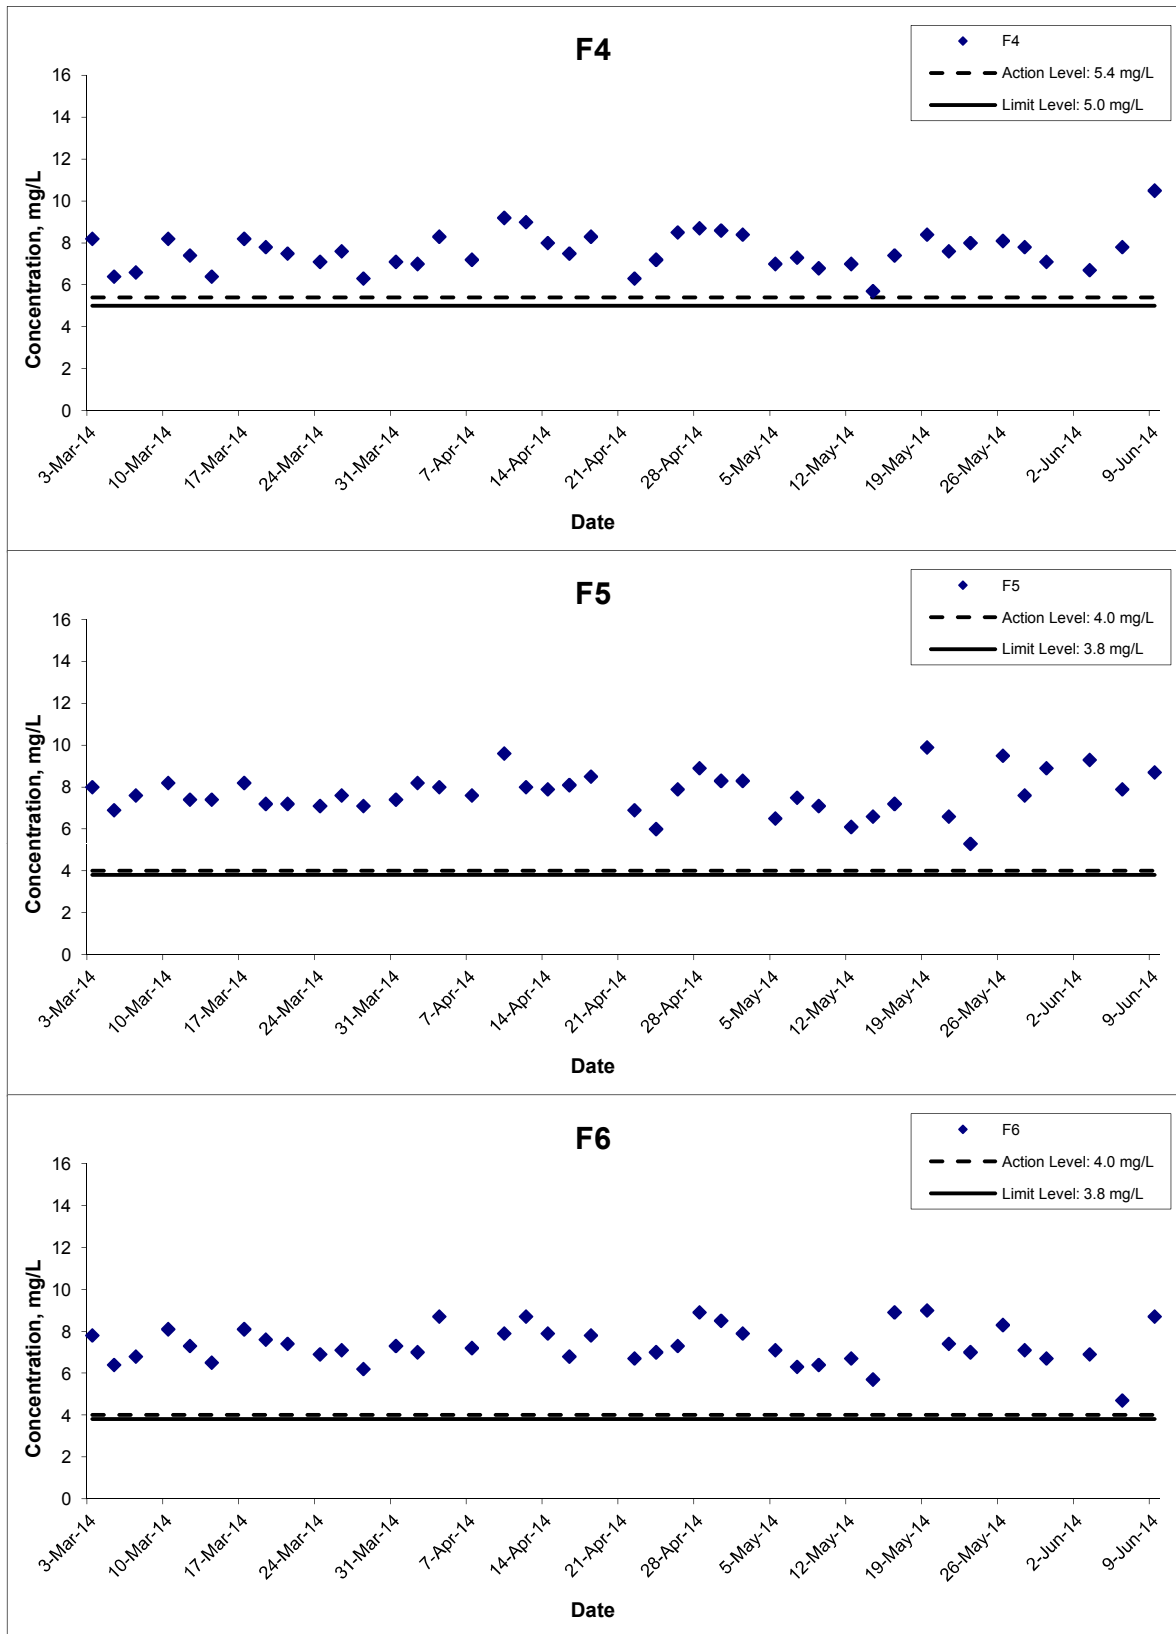 F4
F4
Action Level: 5.4 mg/L
Limit Level: 5.0 mg/L
Concentration, mg/L
16
14
12
10
8
6
4
2
0
3-Mar-14
10-Mar-14
17-Mar-14
24-Mar-14
31-Mar-14
7-Apr-14
14-Apr-14
21-Apr-14
28-Apr-14
5-May-14
12-May-14
19-May-14
26-May-14
2-Jun-14
9-Jun-14
Date
F5
F5
Action Level: 4.0 mg/L
Limit Level: 3.8 mg/L
Concentration, mg/L
16
14
12
10
8
6
4
2
0
3-Mar-14
10-Mar-14
17-Mar-14
24-Mar-14
31-Mar-14
7-Apr-14
14-Apr-14
21-Apr-14
28-Apr-14
5-May-14
12-May-14
19-May-14
26-May-14
2-Jun-14
9-Jun-14
Date
F6
F6
Action Level: 4.0 mg/L
Limit Level: 3.8 mg/L
Concentration, mg/L
16
14
12
10
8
6
4
2
0
3-Mar-14
10-Mar-14
17-Mar-14
24-Mar-14
31-Mar-14
7-Apr-14
14-Apr-14
21-Apr-14
28-Apr-14
5-May-14
12-May-14
19-May-14
26-May-14
2-Jun-14
9-Jun-14
Date